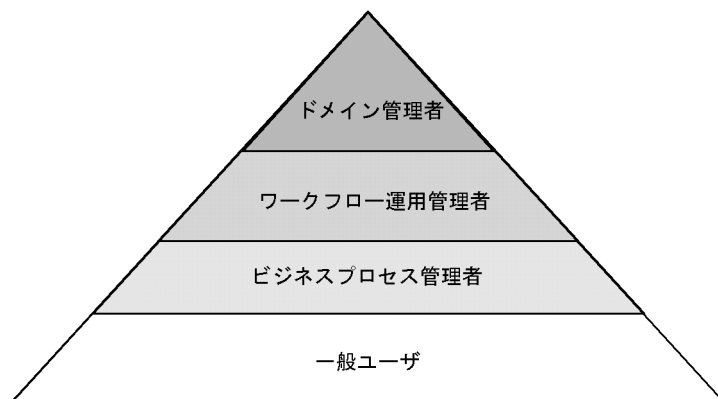 ドメイン管理者
ワークフロー運用管理者
ビジネスプロセス管理者
一般ユーザ